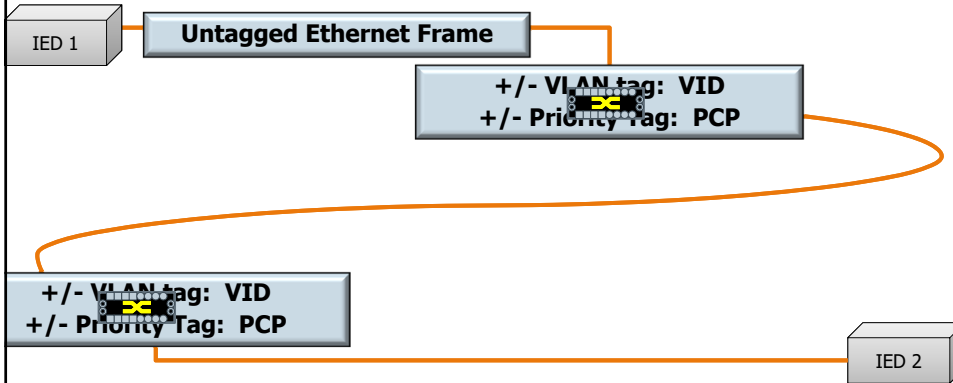 IED 1
Untagged Ethernet Frame
+/- VLAN tag: VID
+/- Priority Tag: PCP
+/- VLAN tag: VID
+/- Priority Tag: PCP
IED 2